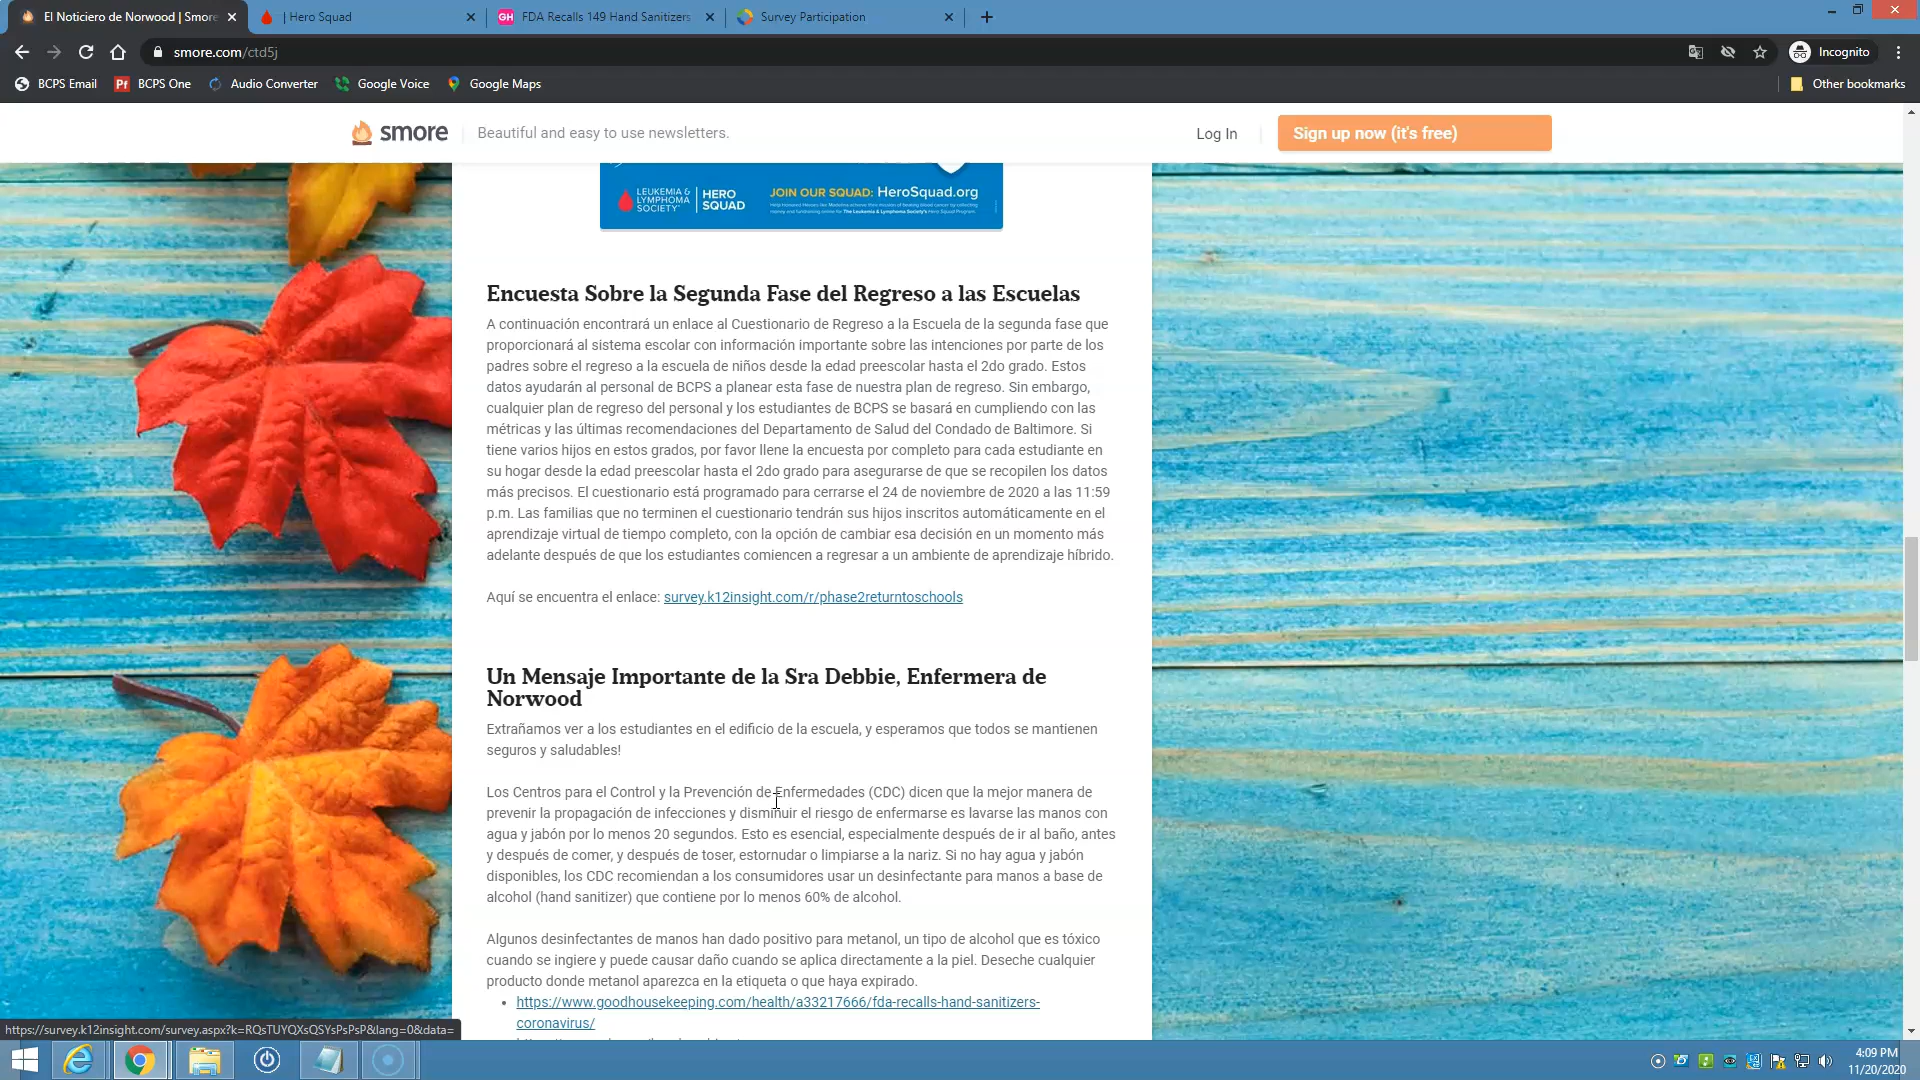 El Noticiero de Norwood | Smore
| Hero Squad
FDA Recalls 149 Hand Sanitizers
Survey Participation
smore.com/ctd5j
Incognito
BCPS Email
BCPS One
Audio Converter
Google Voice
Google Maps
Other bookmarks
smore
Beautiful and easy to use newsletters.
Log In
Sign up now (it's free)
LEUKEMIA &
LYMPHOMA
SOCIETY
HERO
SQUAD
JOIN OUR SQUAD: HeroSquad.org
Encuesta Sobre la Segunda Fase del Regreso a las Escuelas
A continuación encontrará un enlace al Cuestionario de Regreso a la Escuela de la segunda fase que
proporcionará al sistema escolar con información importante sobre las intenciones por parte de los
padres sobre el regreso a la escuela de niños desde la edad preescolar hasta el 2do grado. Estos
datos ayudarán al personal de BCPS a planear esta fase de nuestra plan de regreso. Sin embargo,
cualquier plan de regreso del personal y los estudiantes de BCPS se basará en cumpliendo con las
métricas y las últimas recomendaciones del Departamento de Salud del Condado de Baltimore. Si
tiene varios hijos en estos grados, por favor llene la encuesta por completo para cada estudiante en
su hogar desde la edad preescolar hasta el 2do grado para asegurarse de que se recopilen los datos
más precisos. El cuestionario está programado para cerrarse el 24 de noviembre de 2020 a las 11:59
p.m. Las familias que no terminen el cuestionario tendrán sus hijos inscritos automáticamente en el
aprendizaje virtual de tiempo completo, con la opción de cambiar esa decisión en un momento más
adelante después de que los estudiantes comiencen a regresar a un ambiente de aprendizaje híbrido.
Aquí se encuentra el enlace: survey.k12insight.com/r/phase2returntoschools
Un Mensaje Importante de la Sra Debbie, Enfermera de
Norwood
Extrañamos ver a los estudiantes en el edificio de la escuela, y esperamos que todos se mantienen
seguros y saludables!
Los Centros para el Control y la Prevención de Enfermedades (CDC) dicen que la mejor manera de
prevenir la propagación de infecciones y disminuir el riesgo de enfermarse es lavarse las manos con
agua y jabón por lo menos 20 segundos. Esto es esencial, especialmente después de ir al baño, antes
y después de comer, y después de toser, estornudar o limpiarse a la nariz. Si no hay agua y jabón
disponibles, los CDC recomiendan a los consumidores usar un desinfectante para manos a base de
alcohol (hand sanitizer) que contiene por lo menos 60% de alcohol.
Algunos desinfectantes de manos han dado positivo para metanol, un tipo de alcohol que es tóxico
cuando se ingiere y puede causar daño cuando se aplica directamente a la piel. Deseche cualquier
producto donde metanol aparezca en la etiqueta o que haya expirado.
https://www.goodhousekeeping.com/health/a33217666/fda-recalls-hand-sanitizers-
coronavirus/
https://survey.k12insight.com/survey.aspx?k=RQsTUYQXsQSYsPsPsP&lang=0&data=
4:09 PM
11/20/2020